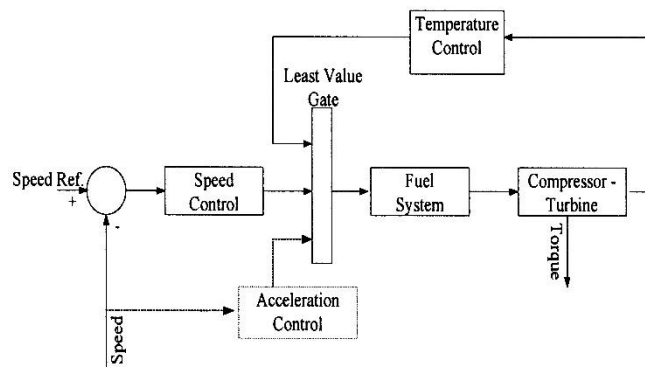 Temperature
Control
Least Value
Gate
Speed Ref.
+
-
Speed
Control
Fuel
System
Compressor -
Turbine
Torque
Acceleration
Control
Speed